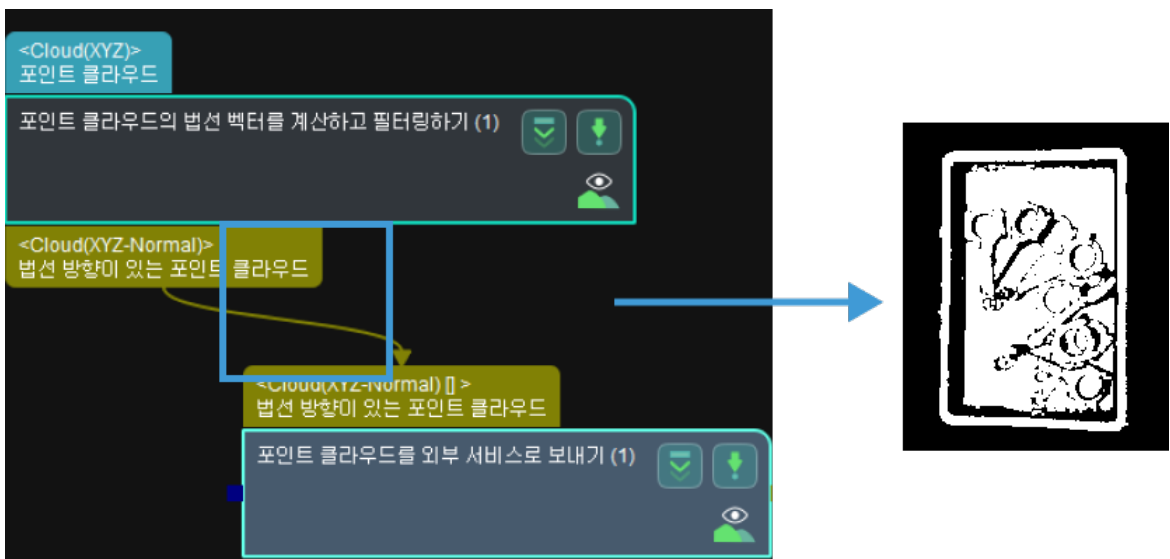 <Cloud(XYZ)>
포인트 클라우드
포인트 클라우드의 법선 벡터를 계산하고 필터링하기 (1)
<Cloud(XYZ-Normal)>
법선 방향이 있는 포인트 클라우드
<Cloud(XYZ-Normal) [] >
법선 방향이 있는 포인트 클라우드
포인트 클라우드를 외부 서비스로 보내기 (1)